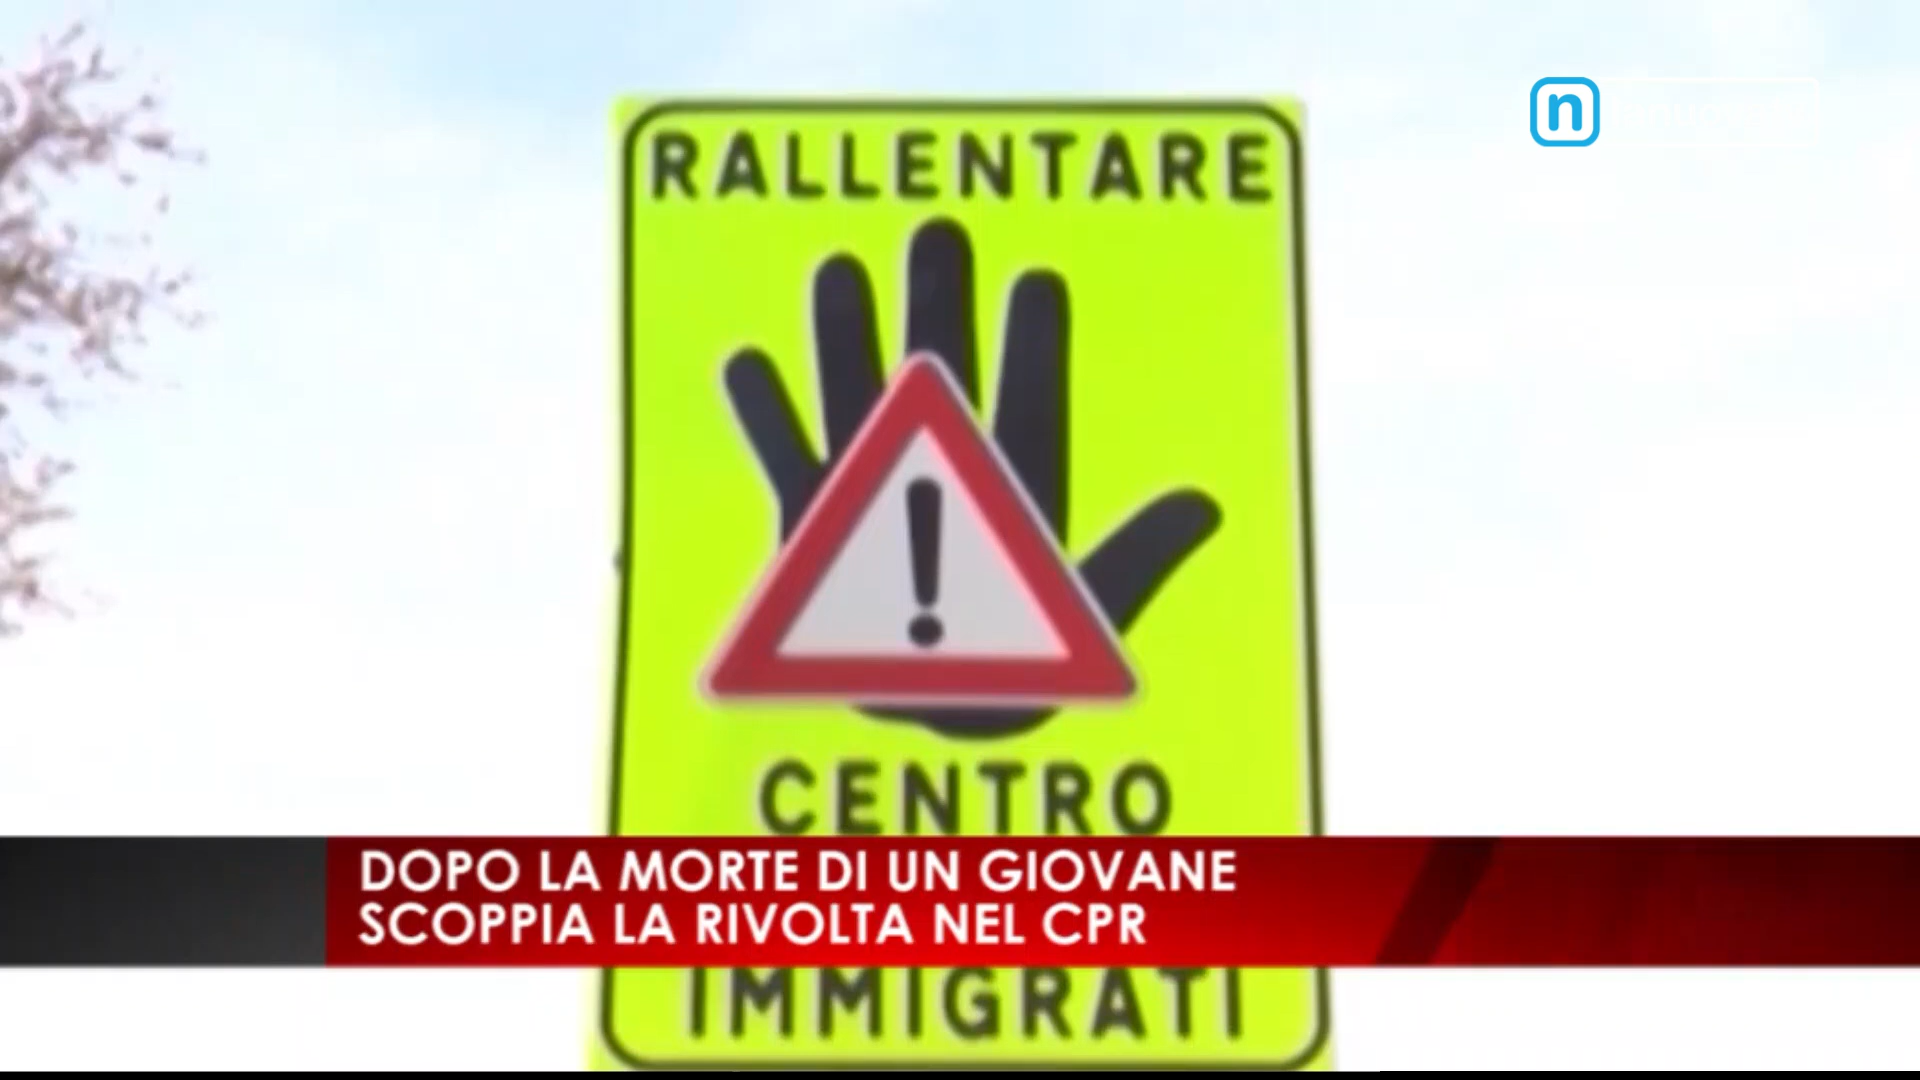 n
RALLENTARE
!
CENTRO
DOPO LA MORTE DI UN GIOVANE
SCOPPIA LA RIVOLTA NEL CPR
IMMIGRATI